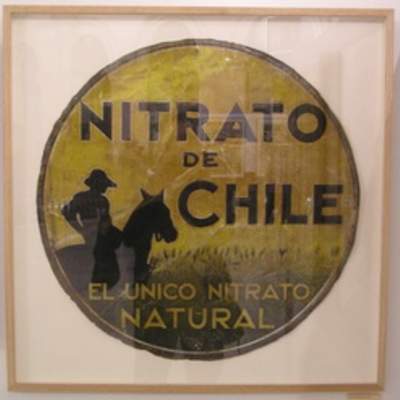 NITRATO
DE
CHILE
EL UNICO NITRATO
NATURAL